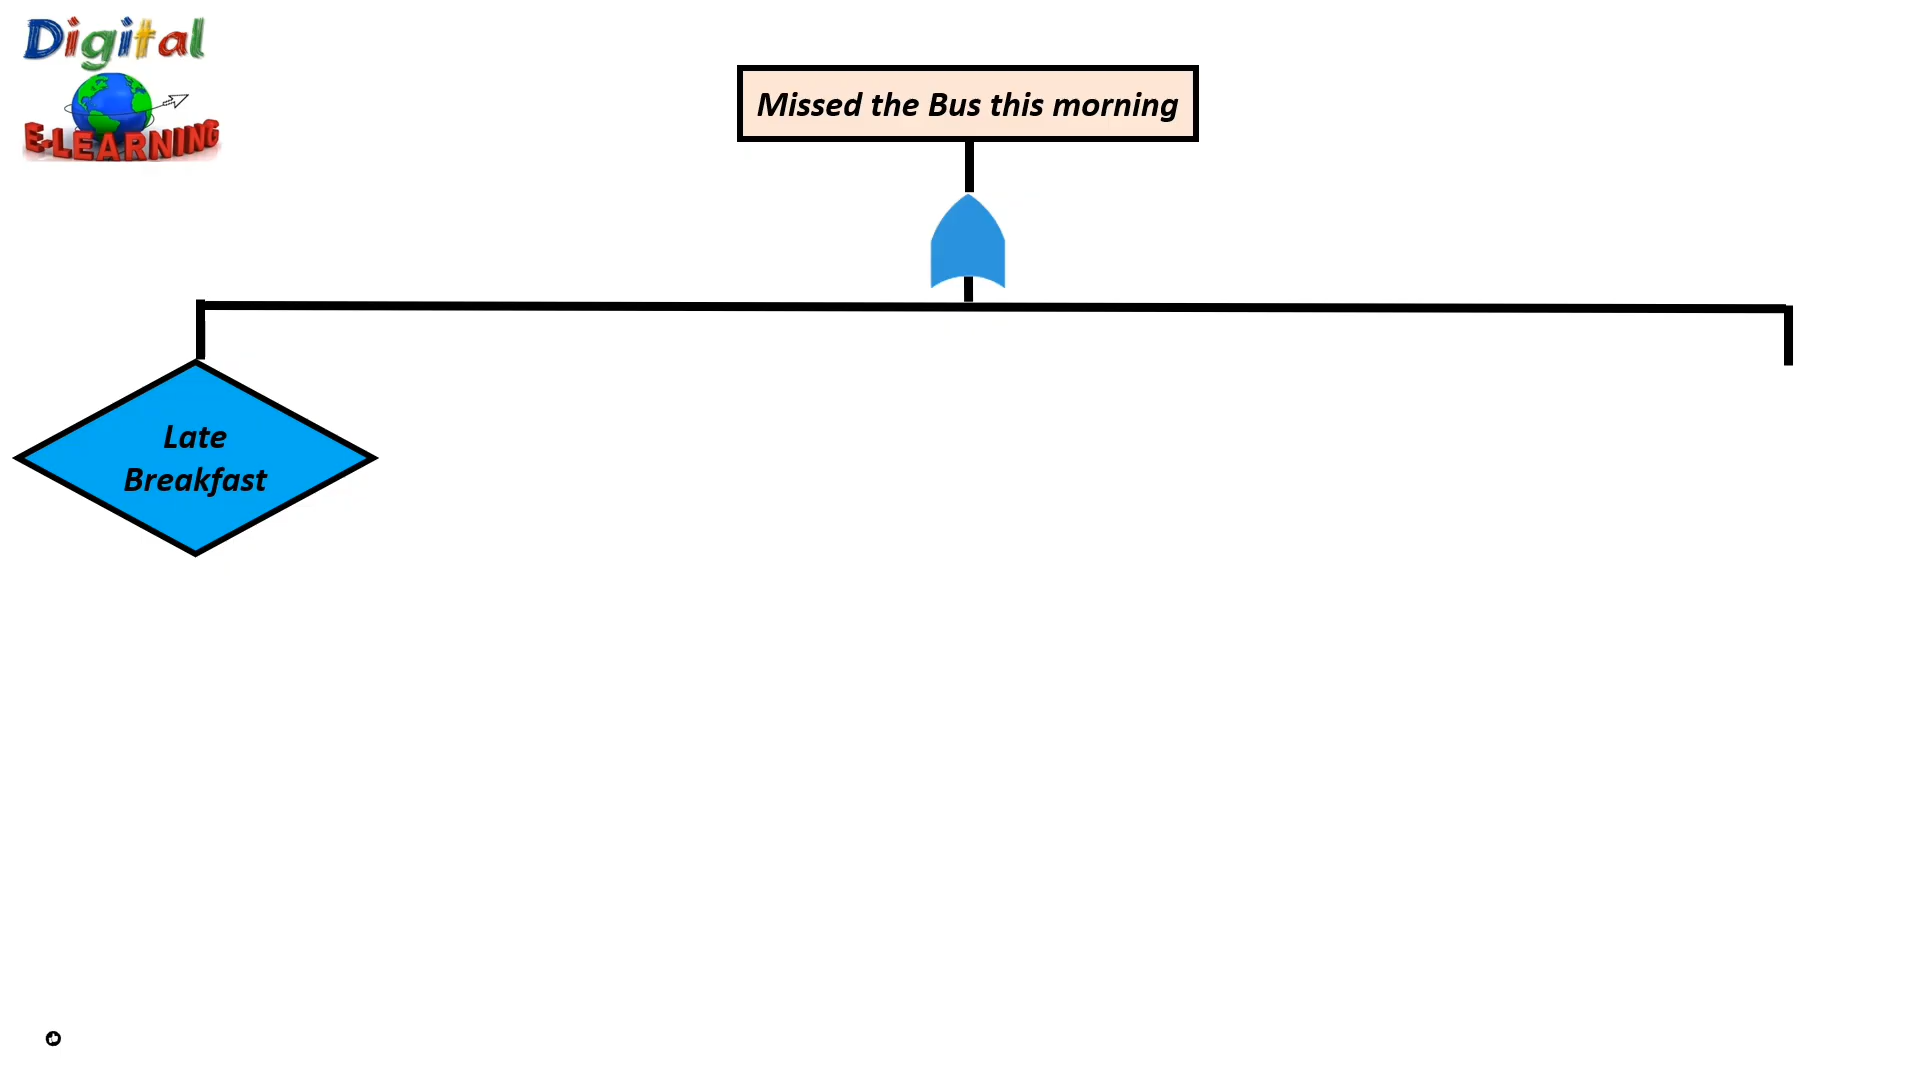 Digital
E-LEARNING
Missed the Bus this morning
Late
Breakfast